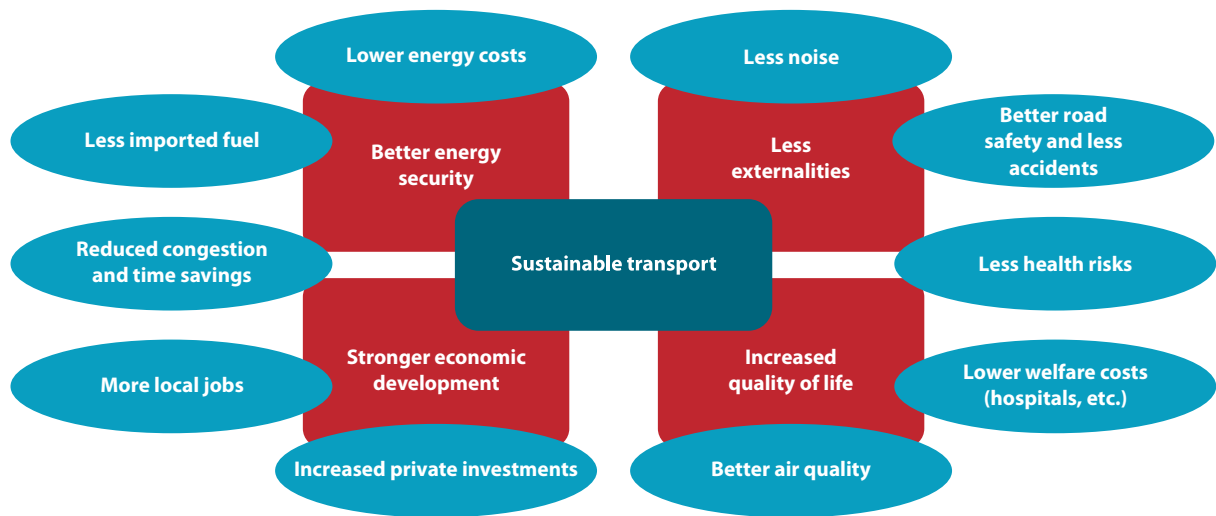 Lower energy costs
Less noise
Less imported fuel
Better energy
security
Less
externalities
Better road
safety and less
accidents
Reduced congestion
and time savings
Sustainable transport
Less health risks
More local jobs
Stronger economic
development
Increased
quality of life
Lower welfare costs
(hospitals, etc.)
Increased private investments
Better air quality